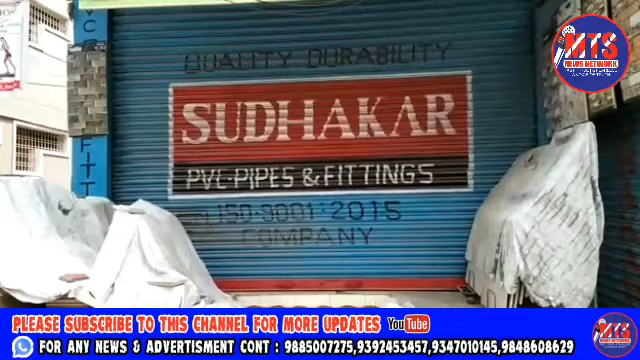 QUALITY DURABILITY
SUDHAKAR
PVC-PIPES & FITTINGS
ISO-9001:2015
COMPANY
V
C
F
I
T
T
MTS
NEWS NETWORK
PLEASE SUBSCRIBE TO THIS CHANNEL FOR MORE UPDATES YouTube
FOR ANY NEWS & ADVERTISMENT CONT : 9885007275,9392453457,9347010145,9848608629